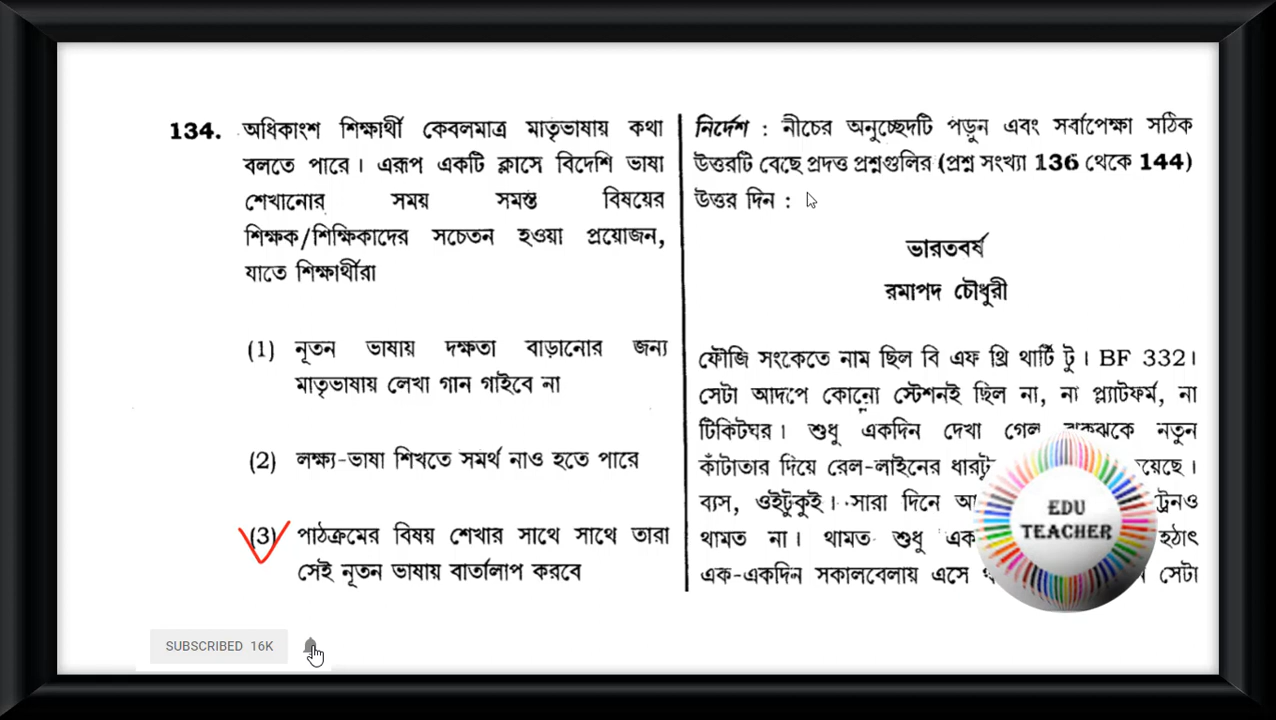 134. অধিকাংশ শিক্ষার্থী কেবলমাত্র মাতৃভাষায় কথা
বলতে পারে। এরূপ একটি ক্লাসে বিদেশি ভাষা
শেখানোর সময় সমস্ত বিষয়ের
শিক্ষক/শিক্ষিকাদের সচেতন হওয়া প্রয়োজন,
যাতে শিক্ষার্থীরা
(1) নূতন ভাষায় দক্ষতা বাড়ানোর জন্য
মাতৃভাষায় লেখা গান গাইবে না
(2) লক্ষ্য-ভাষা শিখতে সমর্থ নাও হতে পারে
(3) পাঠক্রমের বিষয় শেখার সাথে সাথে তারা
সেই নূতন ভাষায় বার্তালাপ করবে
নির্দেশ : নীচের অনুচ্ছেদটি পড়ুন এবং সর্বাপেক্ষা সঠিক
উত্তরটি বেছে প্রদত্ত প্রশ্নগুলির (প্রশ্ন সংখ্যা 136 থেকে 144)
উত্তর দিন :
ভারতবর্ষ
রমাপদ চৌধুরী
ফৌজি সংকেতে নাম ছিল বি এফ থ্রি থার্টি টু। BF 332।
সেটা আদপে কোনো স্টেশনই ছিল না, না প্ল্যাটফর্ম, না
টিকিটঘর। শুধু একদিন দেখা গেল ঝকঝকে নতুন
কাঁটাতার দিয়ে রেল-লাইনের
ব্যস, ওইটুকুই। সারা দিনে
থামত না। থামত শুধু হঠাৎ
এক-একদিন সকালবেলায় এসে সেটা
EDU
TEACHER
SUBSCRIBED 16K